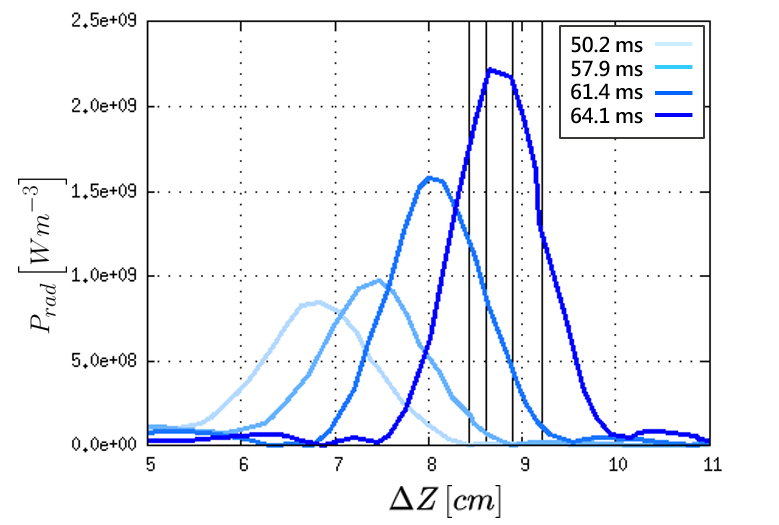 2.5e+09
2.0e+09
1.5e+09
1.0e+09
5.0e+08
0.0e+00
P_rad [Wm^-3]
50.2 ms
57.9 ms
61.4 ms
64.1 ms
5 6 7 8 9 10 11
ΔZ [cm]